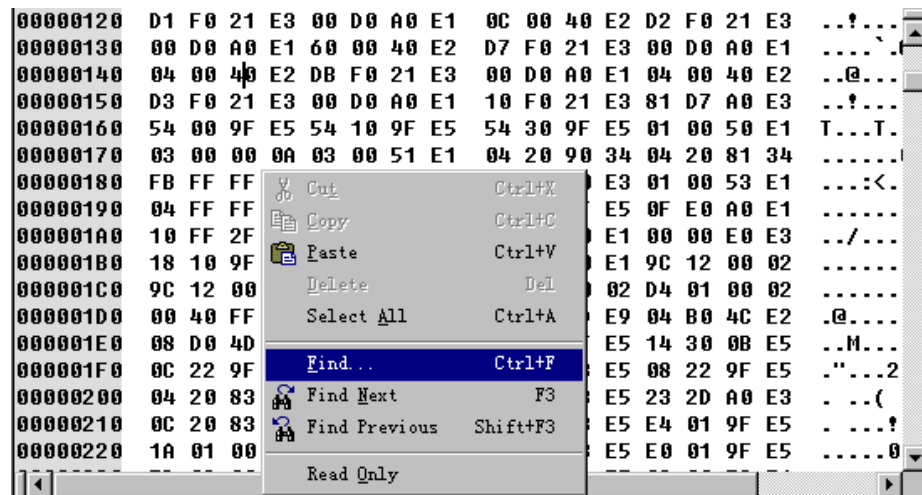 00000120 D1 F0 21 E3 00 D0 A0 E1 0C 00 40 E2 D2 F0 21 E3 ..!...
00000130 00 D0 A0 E1 60 00 40 E2 D7 F0 21 E3 00 D0 A0 E1 ....`.
00000140 04 00 40 E2 DB F0 21 E3 00 D0 A0 E1 04 00 40 E2 ..@...
00000150 D3 F0 21 E3 00 D0 A0 E1 10 F0 21 E3 81 D7 A0 E3 ..!...
00000160 54 00 9F E5 54 10 9F E5 54 30 9F E5 01 00 50 E1 T...T.
00000170 03 00 00 0A 03 00 51 E1 04 20 90 34 04 20 81 34 ......
00000180 FB FF FF E3 01 00 53 E1 ...:<.
00000190 04 FF FF E5 0F E0 A0 E1 ......
000001A0 10 FF 2F E1 00 00 E0 E3 ../...
000001B0 18 10 9F E1 9C 12 00 02 ......
000001C0 9C 12 00 02 D4 01 00 02 ......
000001D0 00 40 FF E9 04 B0 4C E2 .@....
000001E0 08 D0 4D E5 14 30 0B E5 ..M...
000001F0 0C 22 9F E5 08 22 9F E5 ."...2
00000200 04 20 83 E5 23 2D A0 E3 . ..(
00000210 0C 20 83 E5 E4 01 9F E5 . ...!
00000220 1A 01 00 E5 E0 01 9F E5 .....0
Cut Ctrl+X
Copy Ctrl+C
Paste Ctrl+V
Delete Del
Select All Ctrl+A
Find... Ctrl+F
Find Next F3
Find Previous Shift+F3
Read Only